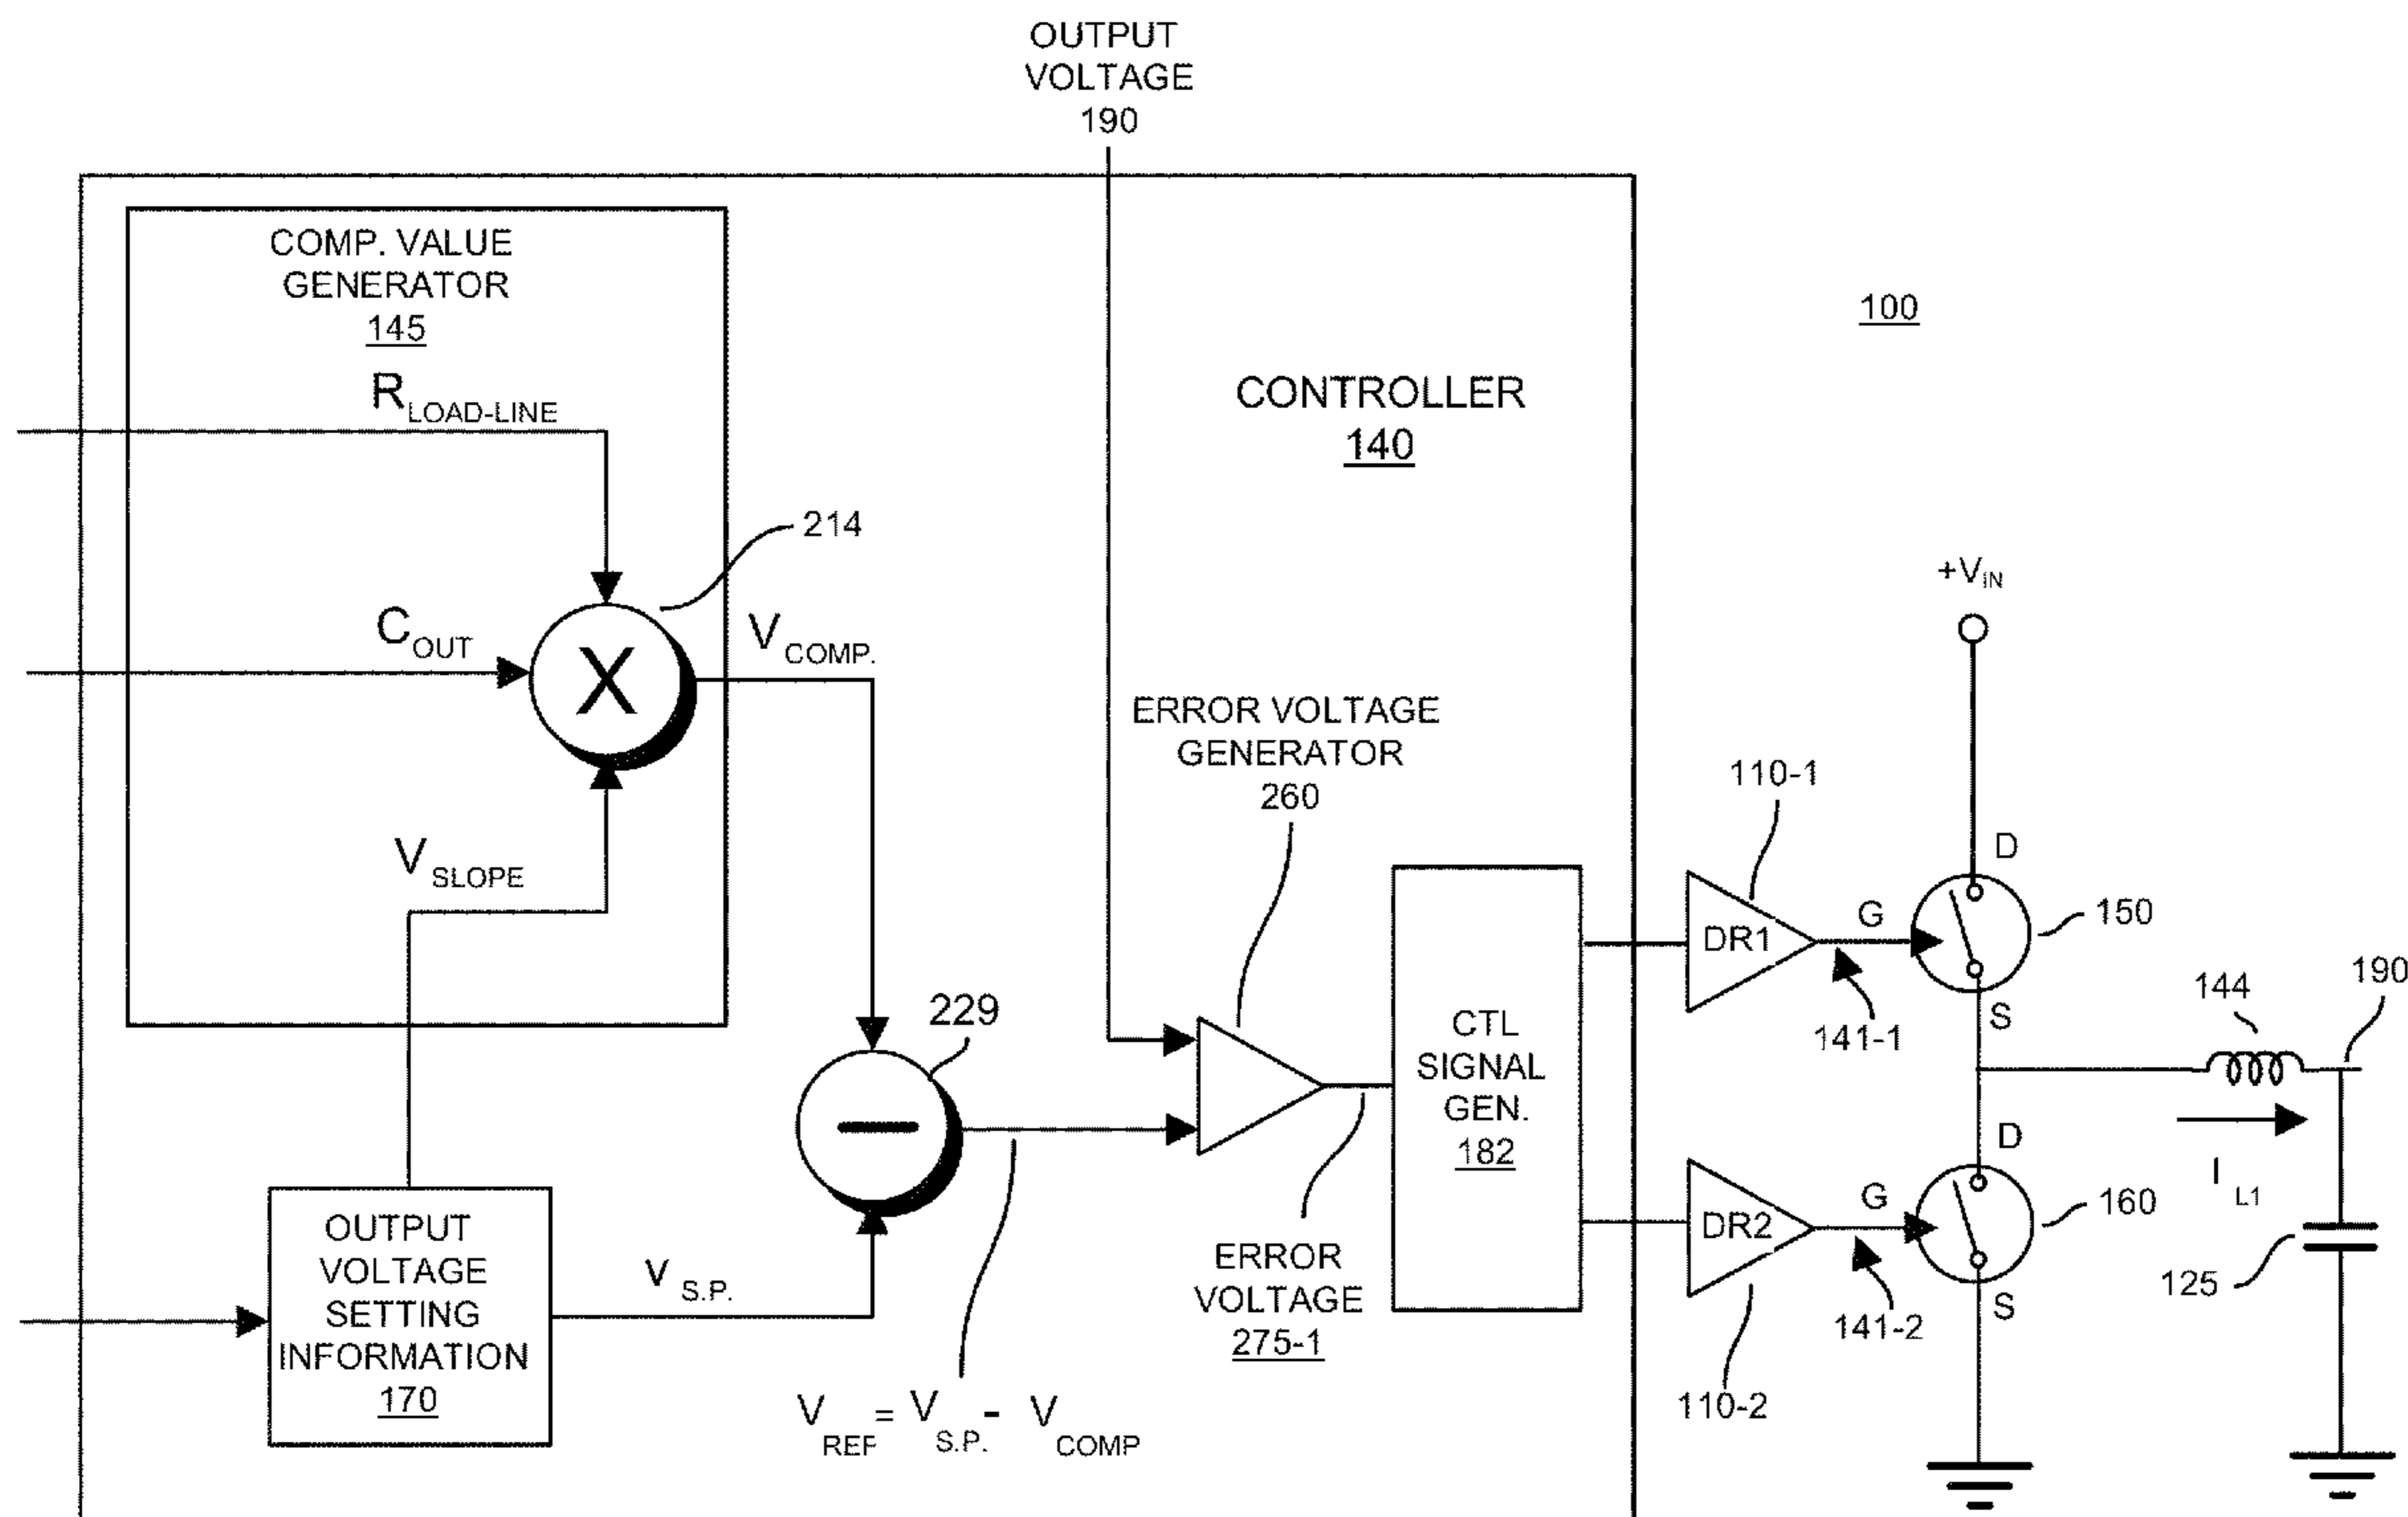 OUTPUT
VOLTAGE
190
COMP. VALUE
GENERATOR
145
R LOAD-LINE
100
CONTROLLER
140
214
+VIN
C OUT
V COMP.
ERROR VOLTAGE
GENERATOR
260
X
110-1
D
V SLOPE
G
150
DR1
190
144
S
229
141-1
CTL
SIGNAL
GEN.
182
D
I L1
G
160
DR2
OUTPUT
VOLTAGE
SETTING
INFORMATION
170
V S.P.
ERROR
VOLTAGE
275-1
125
S
141-2
110-2
V REF = V S.P. - V COMP